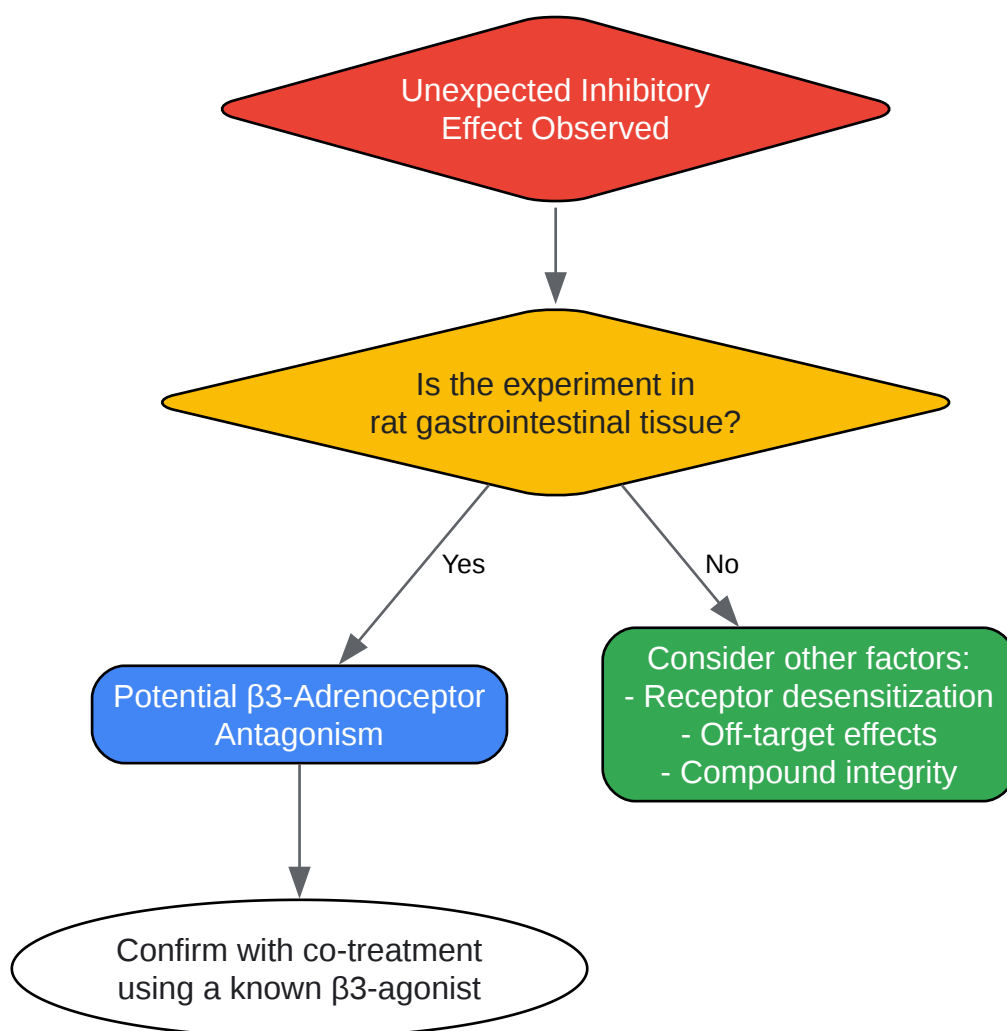 Unexpected Inhibitory
Effect Observed
Is the experiment in
rat gastrointestinal tissue?
Yes
No
Potential β3-Adrenoceptor
Antagonism
Consider other factors:
- Receptor desensitization
- Off-target effects
- Compound integrity
Confirm with co-treatment
using a known β3-agonist